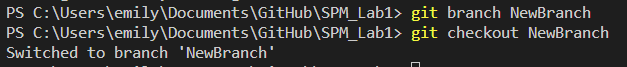 PS C:\Users\emily\Documents\GitHub\SPM_Lab1> git branch NewBranch
PS C:\Users\emily\Documents\GitHub\SPM_Lab1> git checkout NewBranch
Switched to branch 'NewBranch'